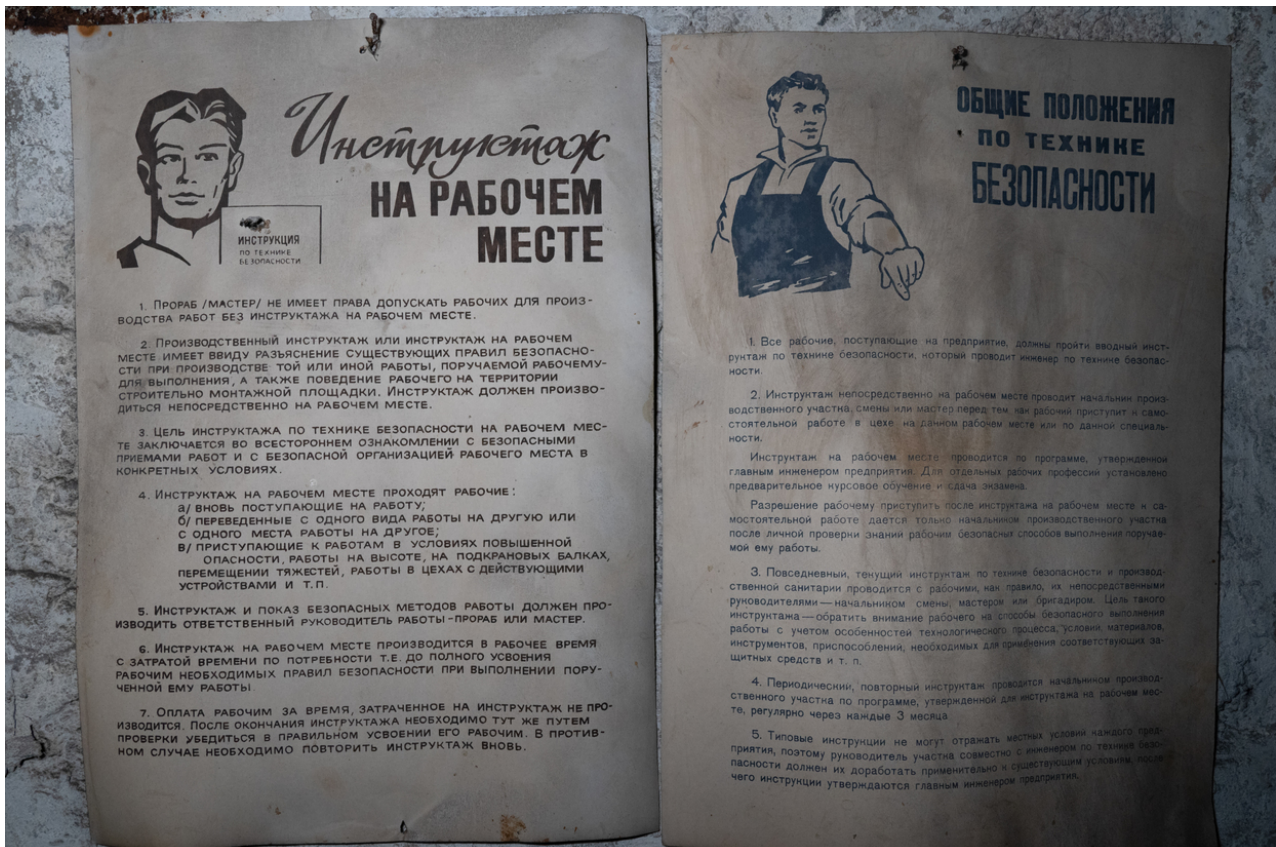 Инструктаж
НА РАБОЧЕМ
МЕСТЕ
ИНСТРУКЦИЯ
ПО ТЕХНИКЕ
БЕЗОПАСНОСТИ
1. ПРОРАБ /МАСТЕР/ НЕ ИМЕЕТ ПРАВА ДОПУСКАТЬ РАБОЧИХ ДЛЯ ПРОИЗ-
ВОДСТВА РАБОТ БЕЗ ИНСТРУКТАЖА НА РАБОЧЕМ МЕСТЕ.
2. ПРОИЗВОДСТВЕННЫЙ ИНСТРУКТАЖ ИЛИ ИНСТРУКТАЖ НА РАБОЧЕМ
МЕСТЕ ИМЕЕТ ВВИДУ РАЗЪЯСНЕНИЕ СУЩЕСТВУЮЩИХ ПРАВИЛ БЕЗОПАСНО-
СТИ ПРИ ПРОИЗВОДСТВЕ ТОЙ ИЛИ ИНОЙ РАБОТЫ, ПОРУЧАЕМОЙ РАБОЧЕМУ-
ДЛЯ ВЫПОЛНЕНИЯ, А ТАКЖЕ ПОВЕДЕНИЕ РАБОЧЕГО НА ТЕРРИТОРИИ
СТРОИТЕЛЬНО МОНТАЖНОЙ ПЛОЩАДКИ. ИНСТРУКТАЖ ДОЛЖЕН ПРОИЗВО-
ДИТЬСЯ НЕПОСРЕДСТВЕННО НА РАБОЧЕМ МЕСТЕ.
3. ЦЕЛЬ ИНСТРУКТАЖА ПО ТЕХНИКЕ БЕЗОПАСНОСТИ НА РАБОЧЕМ МЕС-
ТЕ ЗАКЛЮЧАЕТСЯ ВО ВСЕСТОРОННЕМ ОЗНАКОМЛЕНИИ С БЕЗОПАСНЫМИ
ПРИЕМАМИ РАБОТ И С БЕЗОПАСНОЙ ОРГАНИЗАЦИЕЙ РАБОЧЕГО МЕСТА В
КОНКРЕТНЫХ УСЛОВИЯХ.
4. ИНСТРУКТАЖ НА РАБОЧЕМ МЕСТЕ ПРОХОДЯТ РАБОЧИЕ:
а/ ВНОВЬ ПОСТУПАЮЩИЕ НА РАБОТУ;
б/ ПЕРЕВЕДЕННЫЕ С ОДНОГО ВИДА РАБОТЫ НА ДРУГУЮ ИЛИ
С ОДНОГО МЕСТА РАБОТЫ НА ДРУГОЕ;
в/ ПРИСТУПАЮЩИЕ К РАБОТАМ В УСЛОВИЯХ ПОВЫШЕННОЙ
ОПАСНОСТИ, РАБОТЫ НА ВЫСОТЕ, НА ПОДКРАНОВЫХ БАЛКАХ,
ПЕРЕМЕЩЕНИИ ТЯЖЕСТЕЙ, РАБОТЫ В ЦЕХАХ С ДЕЙСТВУЮЩИМИ
УСТРОЙСТВАМИ И Т.П.
5. ИНСТРУКТАЖ И ПОКАЗ БЕЗОПАСНЫХ МЕТОДОВ РАБОТЫ ДОЛЖЕН ПРО-
ИЗВОДИТЬ ОТВЕТСТВЕННЫЙ РУКОВОДИТЕЛЬ РАБОТЫ-ПРОРАБ ИЛИ МАСТЕР.
6. ИНСТРУКТАЖ НА РАБОЧЕМ МЕСТЕ ПРОИЗВОДИТСЯ В РАБОЧЕЕ ВРЕМЯ
С ЗАТРАТОЙ ВРЕМЕНИ ПО ПОТРЕБНОСТИ Т.Е. ДО ПОЛНОГО УСВОЕНИЯ
РАБОЧИМ НЕОБХОДИМЫХ ПРАВИЛ БЕЗОПАСНОСТИ ПРИ ВЫПОЛНЕНИИ ПОРУ-
ЧЕННОЙ ЕМУ РАБОТЫ
7. ОПЛАТА РАБОЧИМ ЗА ВРЕМЯ, ЗАТРАЧЕННОЕ НА ИНСТРУКТАЖ НЕ ПРО-
ИЗВОДИТСЯ. ПОСЛЕ ОКОНЧАНИЯ ИНСТРУКТАЖА НЕОБХОДИМО ТУТ ЖЕ ПУТЕМ
ПРОВЕРКИ УБЕДИТЬСЯ В ПРАВИЛЬНОМ УСВОЕНИИ ЕГО РАБОЧИМ. В ПРОТИВ-
НОМ СЛУЧАЕ НЕОБХОДИМО ПОВТОРИТЬ ИНСТРУКТАЖ ВНОВЬ.
ОБЩИЕ ПОЛОЖЕНИЯ
ПО ТЕХНИКЕ
БЕЗОПАСНОСТИ
1. Все рабочие, поступающие на предприятие, должны пройти вводный инст-
руктаж по технике безопасности, который проводит инженер по технике безопас-
ности.
2. Инструктаж непосредственно на рабочем месте проводит начальник произ-
водственного участка, смены или мастер перед тем, как рабочий приступит к само-
стоятельной работе в цехе на данном рабочем месте или по данной специаль-
ности.
Инструктаж на рабочем месте проводится по программе, утвержденной
главным инженером предприятия. Для отдельных рабочих профессий установлено
предварительное курсовое обучение и сдача экзамена.
Разрешение рабочему приступить после инструктажа на рабочем месте к са-
мостоятельной работе дается только начальником производственного участка
после личной проверки знаний рабочим безопасных способов выполнения поручае-
мой ему работы.
3. Повседневный, текущий инструктаж по технике безопасности и производ-
ственной санитарии проводится с рабочими, как правило, их непосредственными
руководителями — начальником смены, мастером или бригадиром. Цель такого
инструктажа — обратить внимание рабочего на способы безопасного выполнения
работы с учетом особенностей технологического процесса, условий, материалов,
инструментов, приспособлений, необходимых для применения соответствующих за-
щитных средств и т. п.
4. Периодический, повторный инструктаж проводится начальником производ-
ственного участка по программе, утвержденной для инструктажа на рабочем мес-
те, регулярно через каждые 3 месяца.
5. Типовые инструкции не могут отражать местных условий каждого пред-
приятия, поэтому руководитель участка совместно с инженером по технике безо-
пасности должен их доработать применительно к существующим условиям, после
чего инструкции утверждаются главным инженером предприятия.